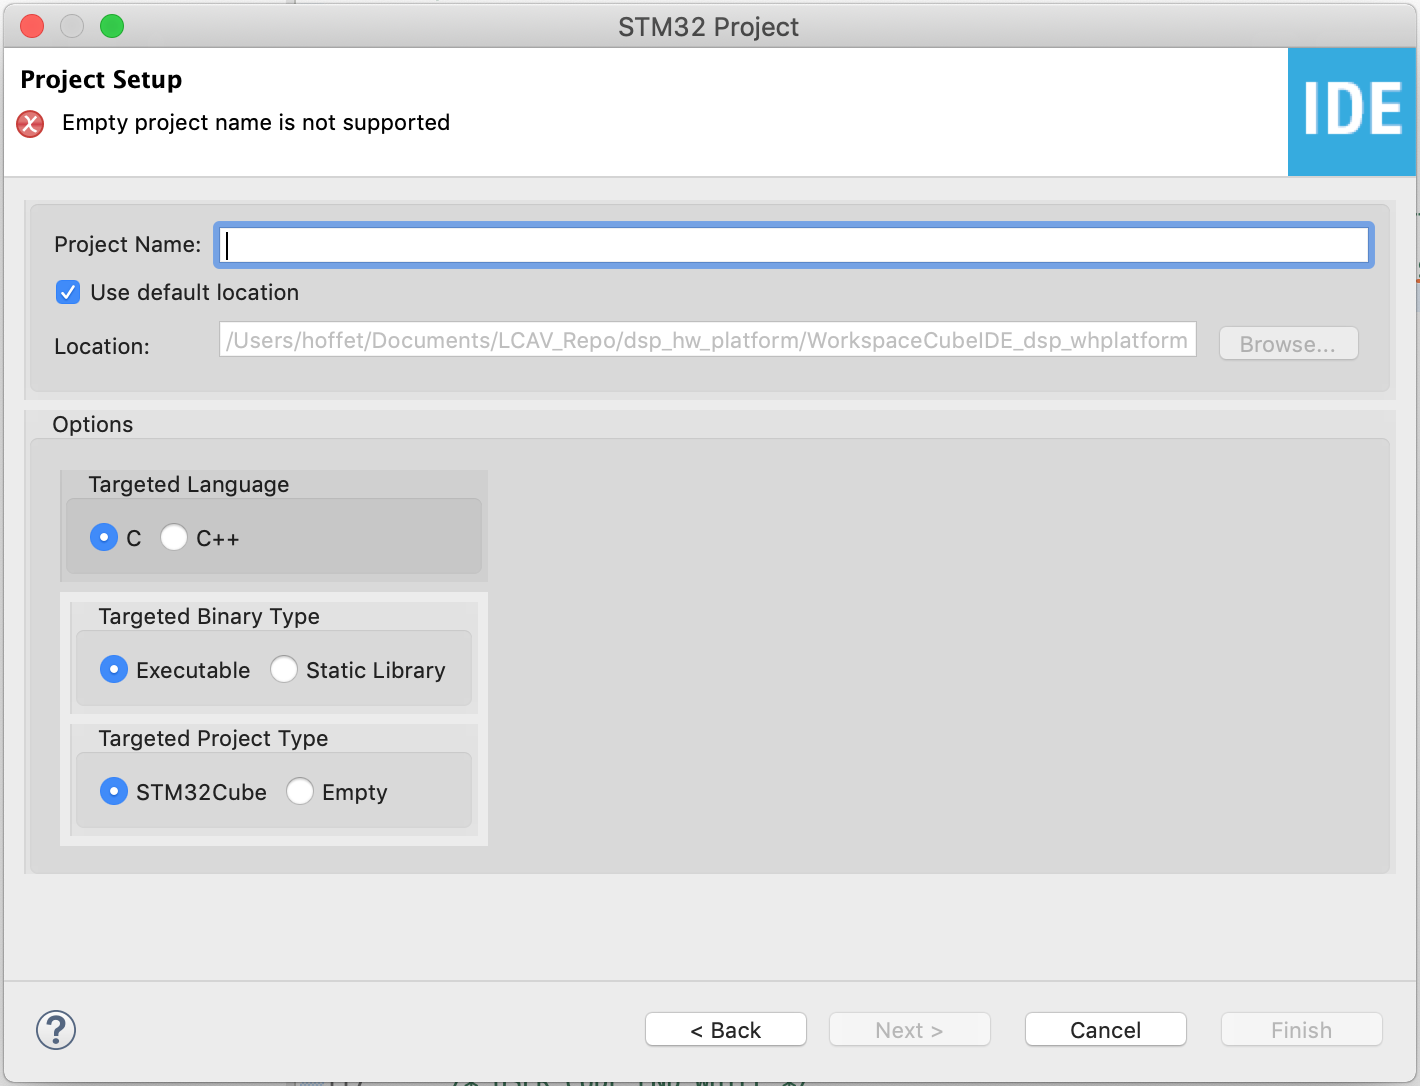 STM32 Project
Project Setup
Empty project name is not supported
IDE
Project Name:
Use default location
Location: /Users/hoffet/Documents/LCAV_Repo/dsp_hw_platform/WorkspaceCubeIDE_dsp_whplatform Browse...
Options
Targeted Language
C C++
Targeted Binary Type
Executable Static Library
Targeted Project Type
STM32Cube Empty
? < Back Next > Cancel Finish